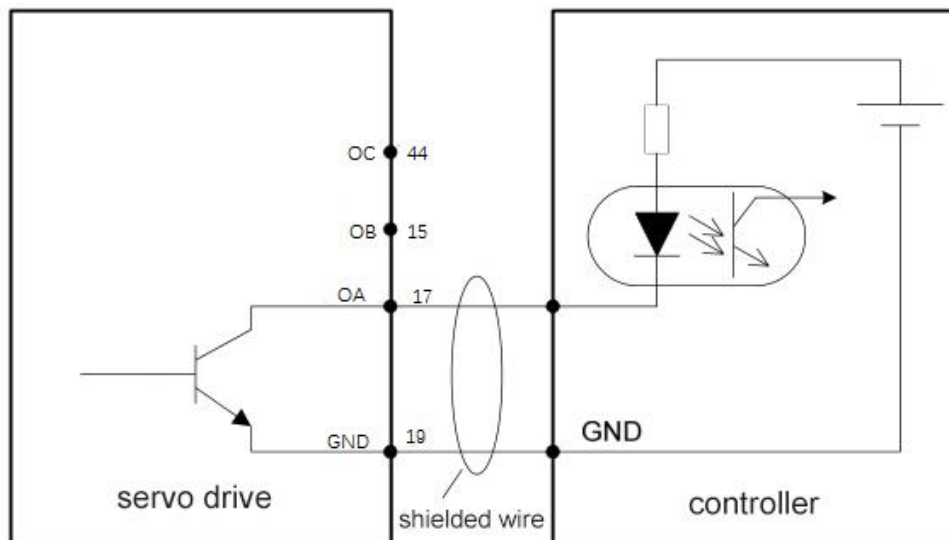 OC 44
OB 15
OA 17
GND 19 GND
servo drive
shielded wire
controller